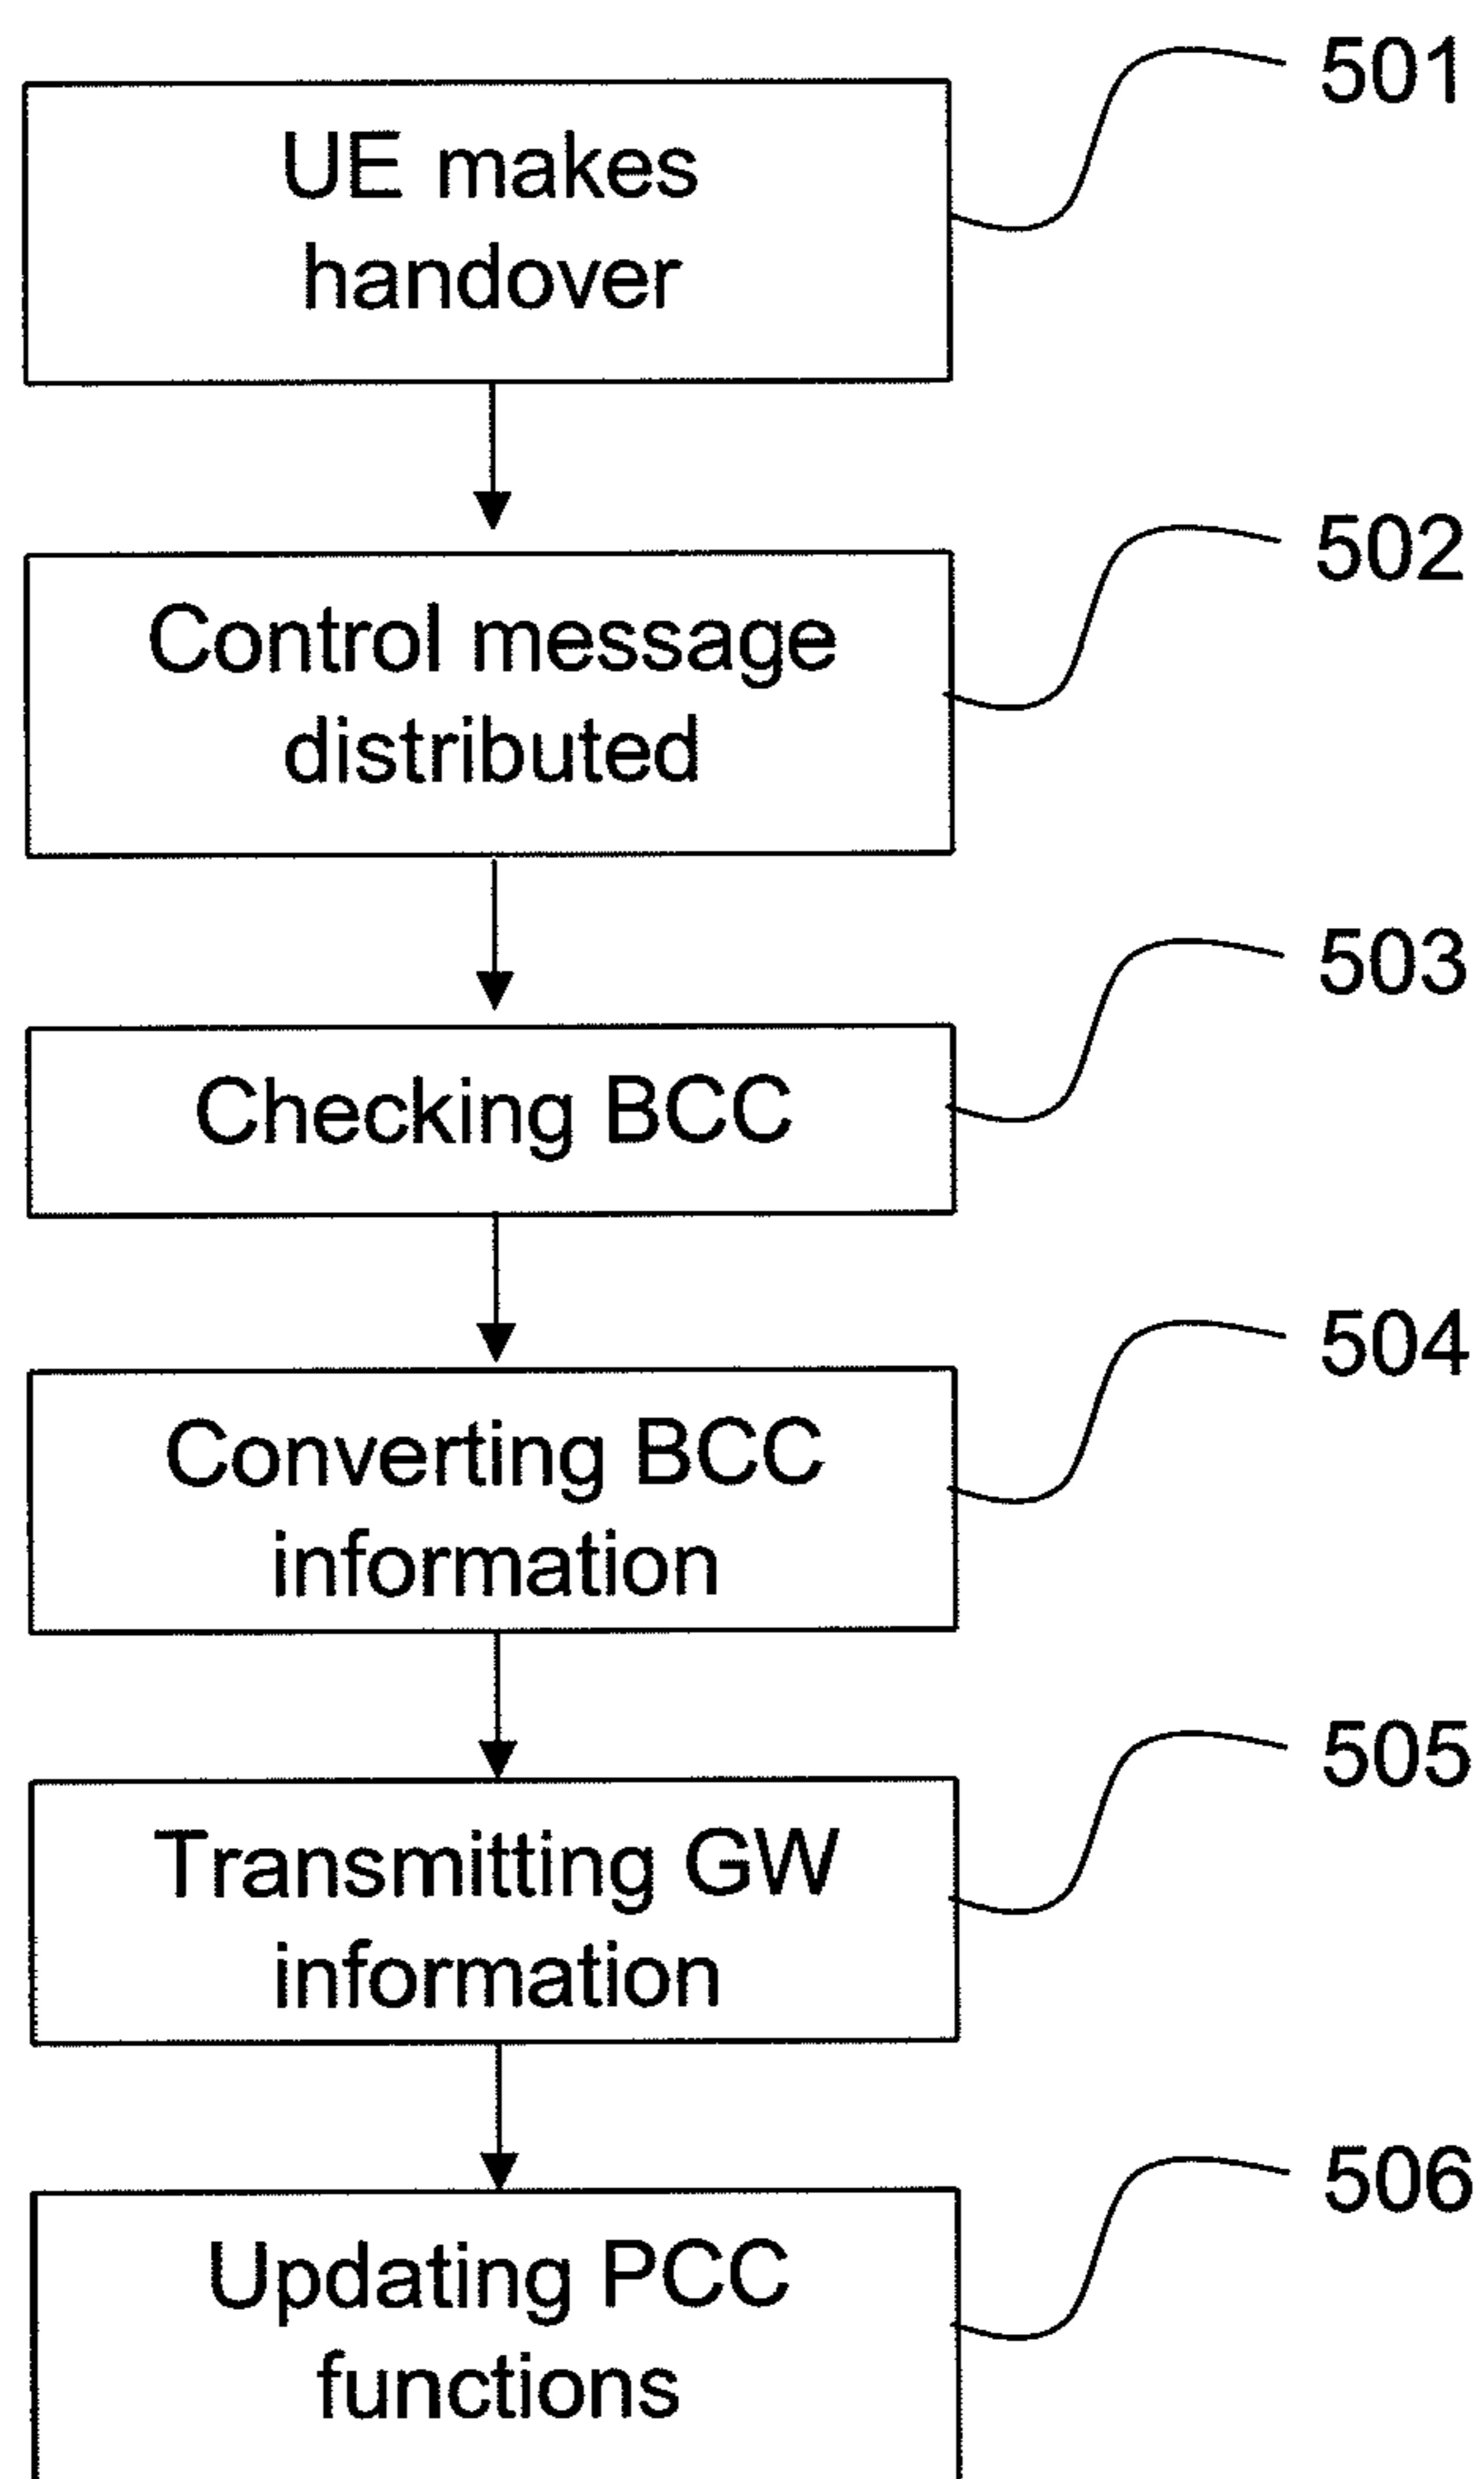 501
UE makes
handover
502
Control message
distributed
503
Checking BCC
504
Converting BCC
information
505
Transmitting GW
information
506
Updating PCC
functions